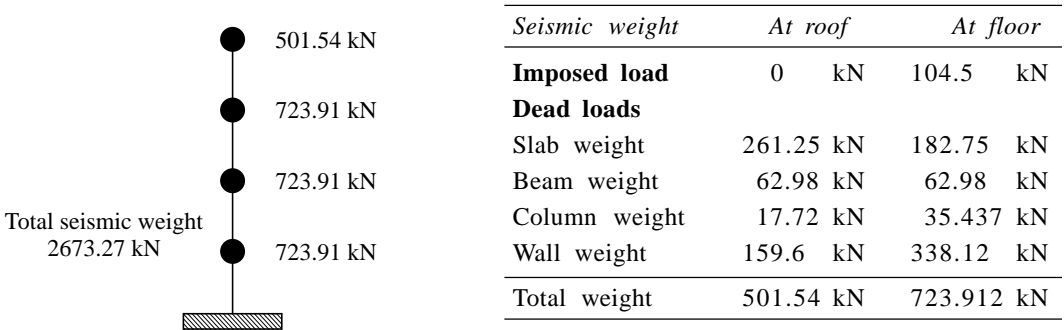 501.54 kN
723.91 kN
723.91 kN
Total seismic weight
2673.27 kN
723.91 kN
Seismic weight At roof At floor
Imposed load 0 kN 104.5 kN
Dead loads
Slab weight 261.25 kN 182.75 kN
Beam weight 62.98 kN 62.98 kN
Column weight 17.72 kN 35.437 kN
Wall weight 159.6 kN 338.12 kN
Total weight 501.54 kN 723.912 kN